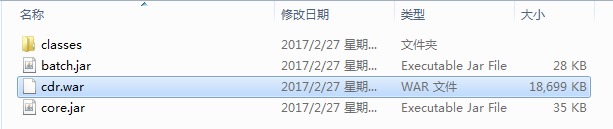 名称 修改日期 类型 大小
classes 2017/2/27 星期... 文件夹
batch.jar 2017/2/27 星期... Executable Jar File 28 KB
cdr.war 2017/2/27 星期... WAR 文件 18,699 KB
core.jar 2017/2/27 星期... Executable Jar File 35 KB